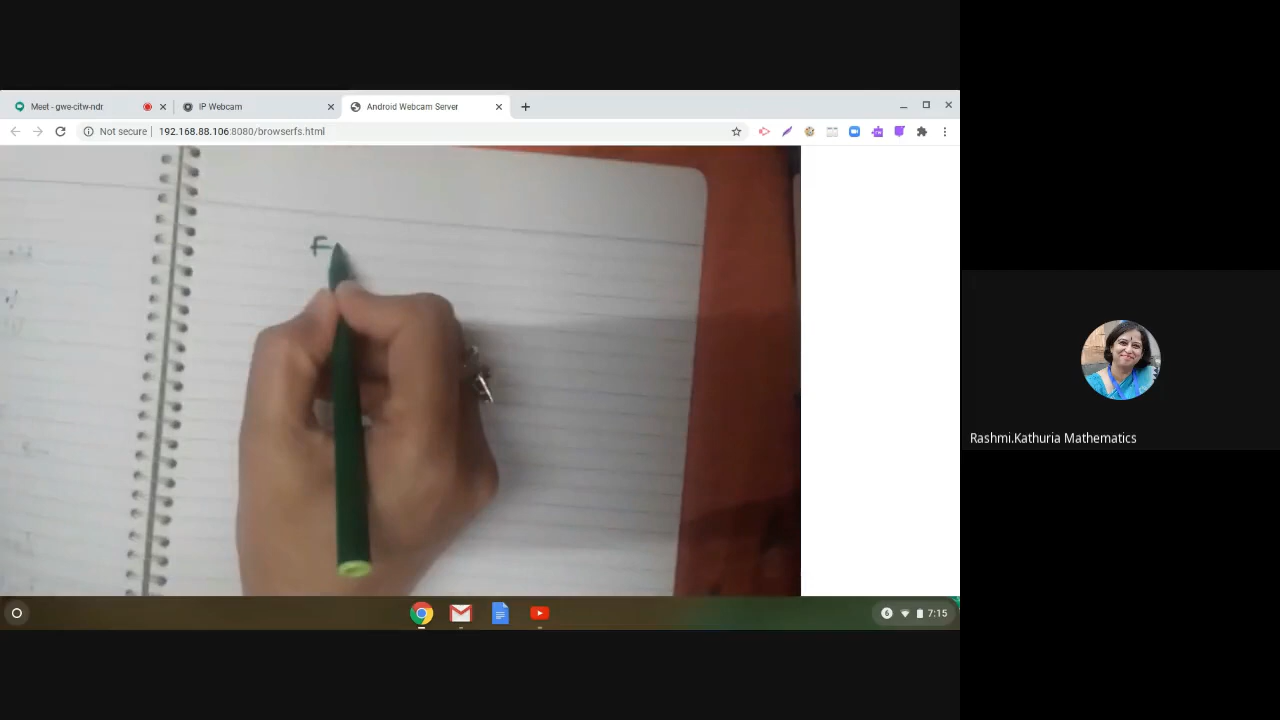 Meet - gwe-citw-ndr
IP Webcam
Android Webcam Server
Not secure
192.168.88.106:8080/browserfs.html
F
Rashmi.Kathuria Mathematics
6
7:15